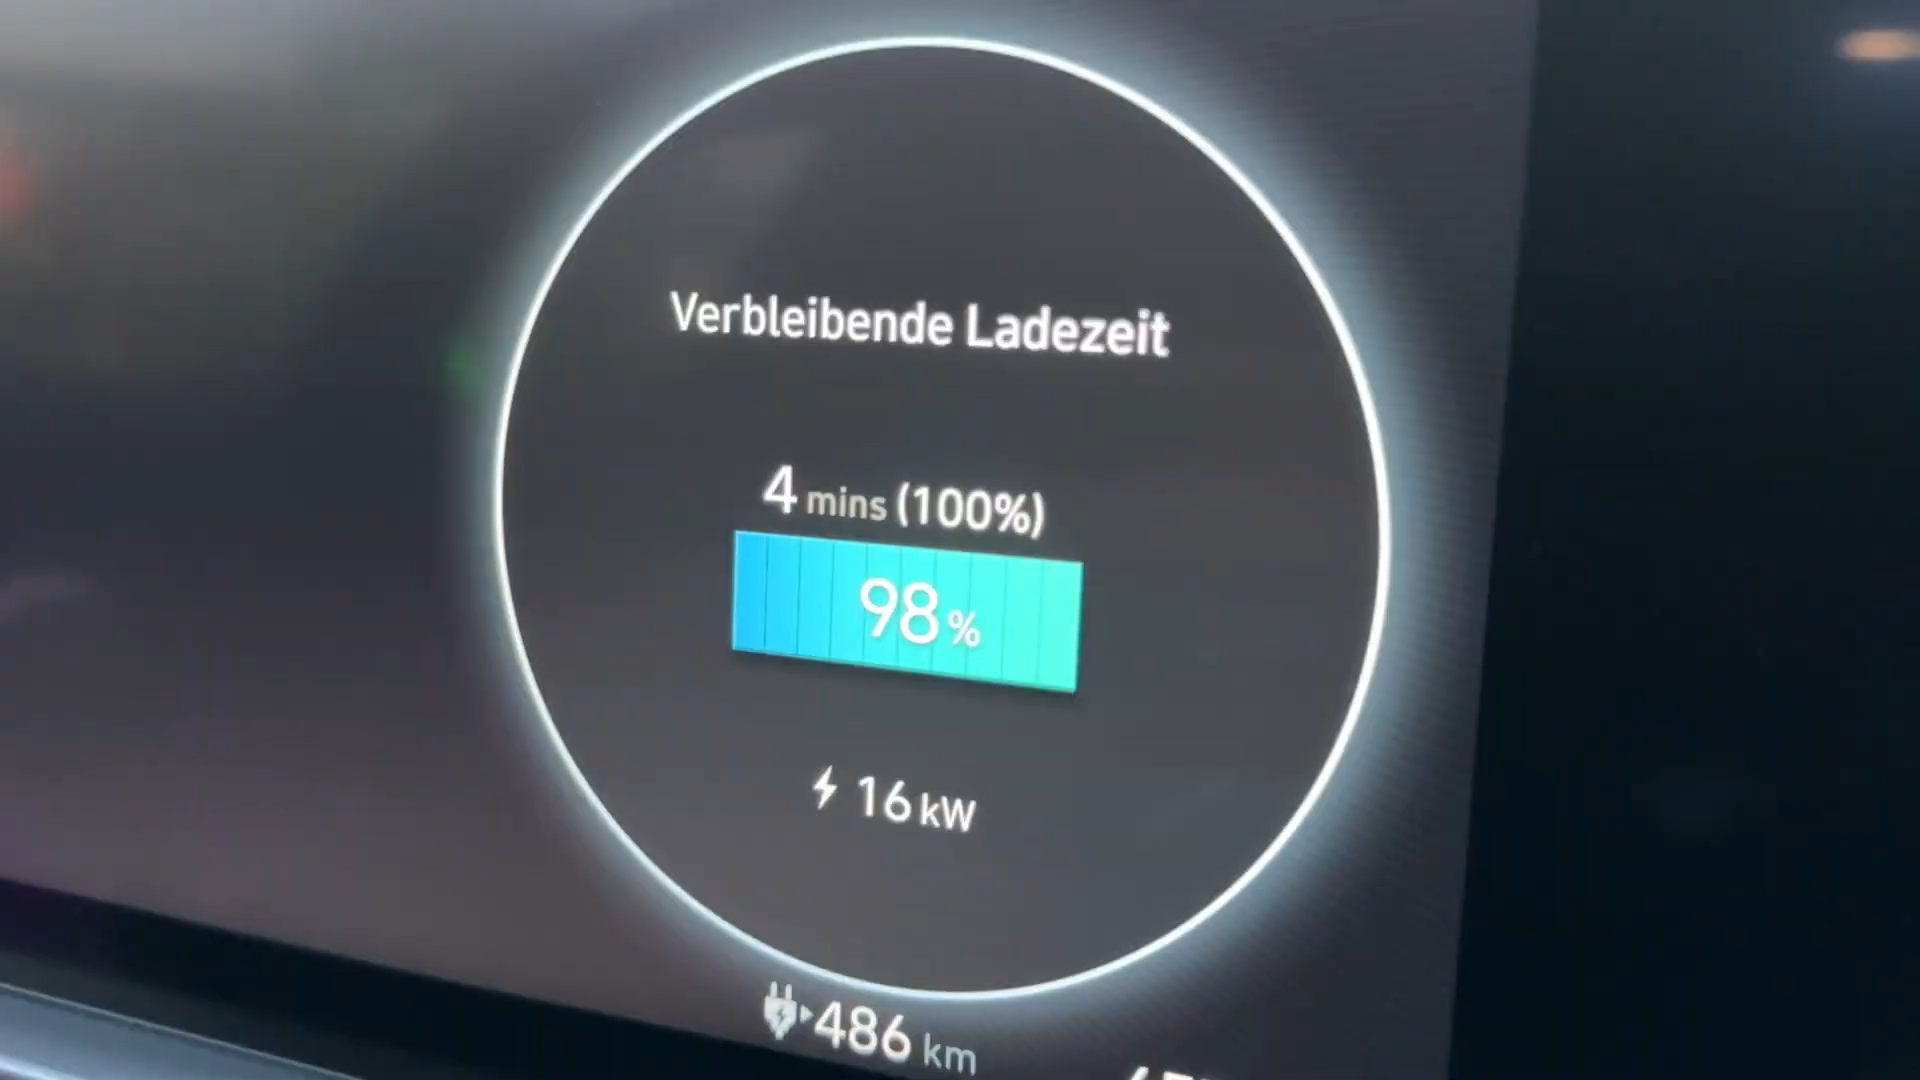 Verbleibende Ladezeit
4 mins (100%)
98 %
16 kW
486 km